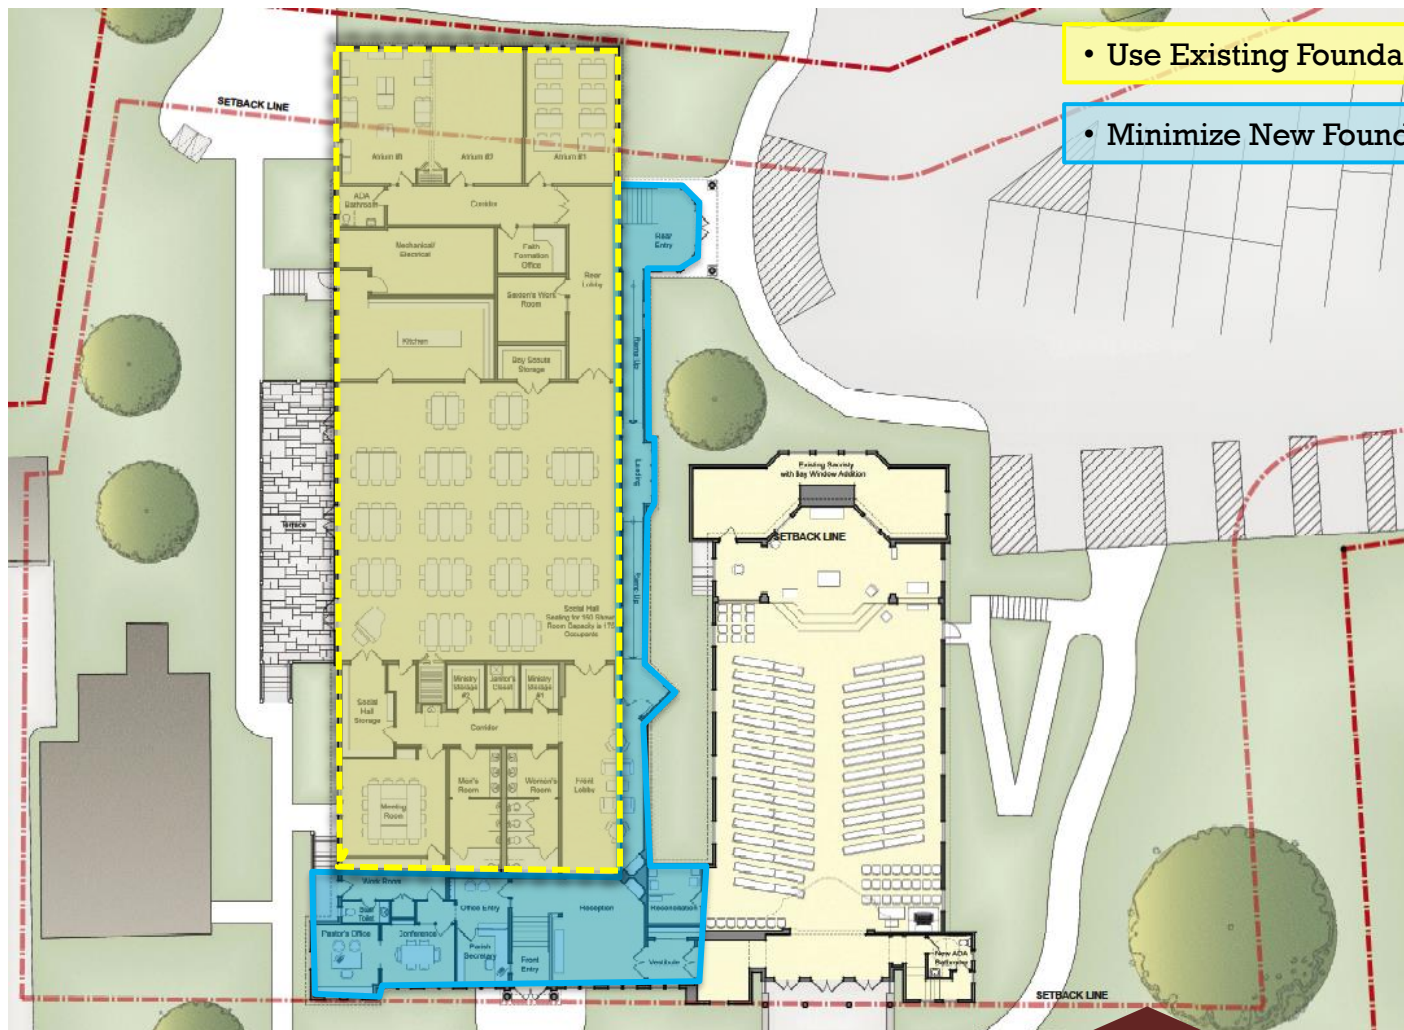 • Use Existing Founda
• Minimize New Found
SETBACK LINE
Atrium #3
Atrium #2
Atrium #1
ADA
Bathroom
Corridor
Rear
Entry
Mechanical/
Electrical
Faith
Formation
Office
Rear
Lobby
Sexton's Work
Room
Kitchen
Boy Scouts
Storage
Ramp Up
Landing
Existing Sacristy
with Bay Window Addition
Terrace
SETBACK LINE
Ramp Up
Social Hall
Seating for 160 Shown
Room Capacity is 175
Occupants
Ministry
Storage
#2
Janitor's
Closet
Ministry
Storage
#1
Social
Hall
Storage
Corridor
Men's
Room
Women's
Room
Front
Lobby
Meeting
Room
Work Room
Staff
Toilet
Office Entry
Reception
Reconciliation
Pastor's Office
Conference
Parish
Secretary
Front
Entry
Vestibule
New ADA
Bathroom
SETBACK LINE